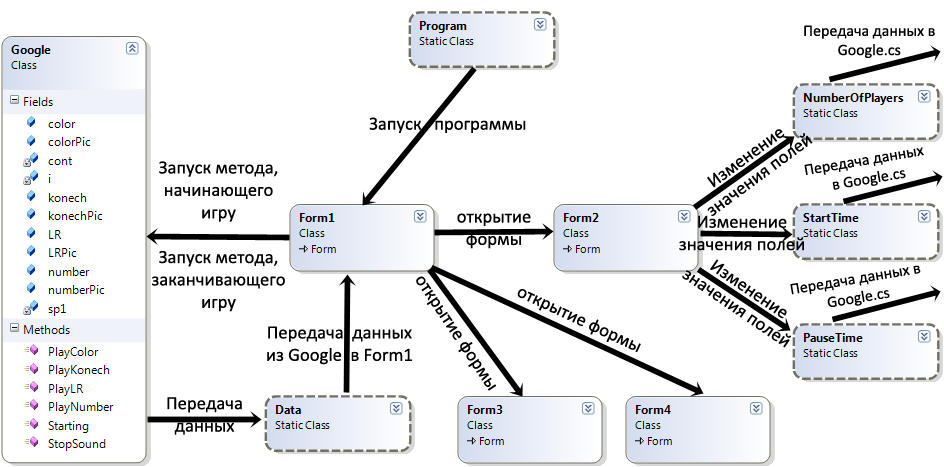 Google
Class
Fields
color
colorPic
cont
i
konech
konechPic
LR
LRPic
number
numberPic
sp1
Methods
PlayColor
PlayKonech
PlayLR
PlayNumber
Starting
StopSound
Program
Static Class
Запуск программы
Запуск метода,
начинающего
игру
Запуск метода,
заканчивающего
игру
Form1
Class
Form
открытие
формы
Form2
Class
Form
Изменение
значения полей
Изменение
значения полей
Изменение
значения полей
Передача данных в
Google.cs
NumberOfPlayers
Static Class
Передача данных
в Google.cs
StartTime
Static Class
Передача данных в
Google.cs
PauseTime
Static Class
Передача данных
из Google в Form1
открытие формы
открытие формы
Передача
данных
Data
Static Class
Form3
Class
Form
Form4
Class
Form